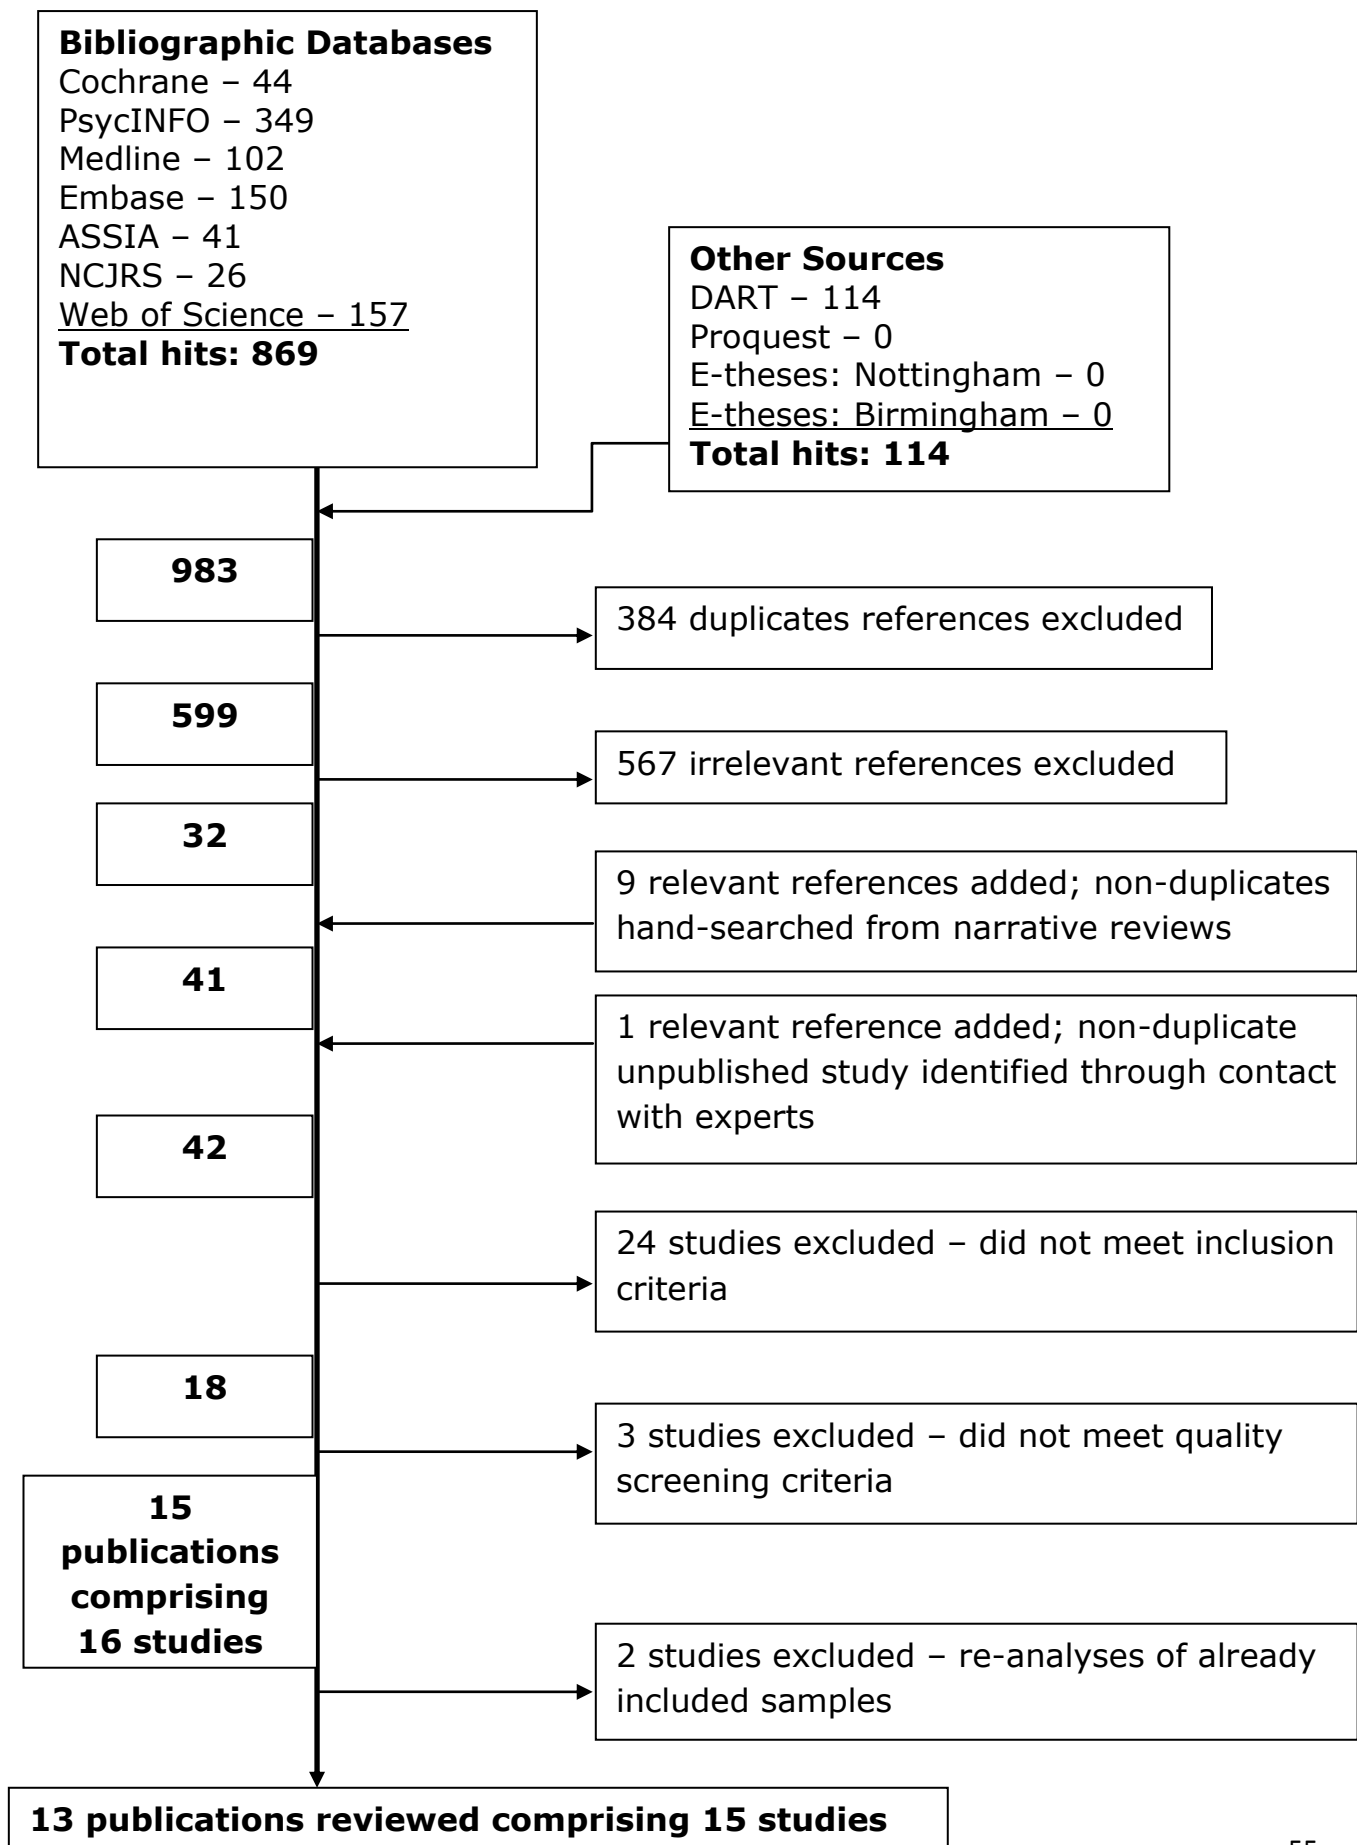 Bibliographic Databases
Cochrane – 44
PsycINFO – 349
Medline – 102
Embase – 150
ASSIA – 41
NCJRS – 26
Web of Science – 157
Total hits: 869
Other Sources
DART – 114
Proquest – 0
E-theses: Nottingham – 0
E-theses: Birmingham – 0
Total hits: 114
983
384 duplicates references excluded
599
567 irrelevant references excluded
32
9 relevant references added; non-duplicates
hand-searched from narrative reviews
41
1 relevant reference added; non-duplicate
unpublished study identified through contact
with experts
42
24 studies excluded – did not meet inclusion
criteria
18
3 studies excluded – did not meet quality
screening criteria
15
publications
comprising
16 studies
2 studies excluded – re-analyses of already
included samples
13 publications reviewed comprising 15 studies
55